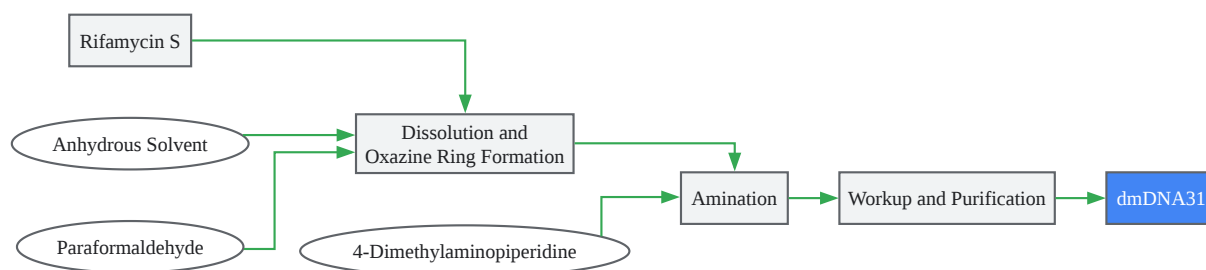 Rifamycin S
Anhydrous Solvent
Dissolution and
Oxazine Ring Formation
Paraformaldehyde
4-Dimethylaminopiperidine
Amination
Workup and Purification
dmDNA31